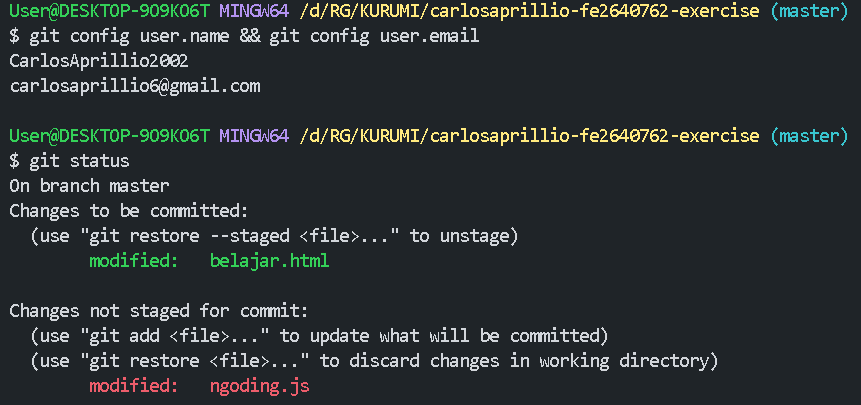 User@DESKTOP-9O9KO6T MINGW64 /d/RG/KURUMI/carlosaprillio-fe2640762-exercise (master)
$ git config user.name && git config user.email
CarlosAprillio2002
carlosaprillio6@gmail.com
User@DESKTOP-9O9KO6T MINGW64 /d/RG/KURUMI/carlosaprillio-fe2640762-exercise (master)
$ git status
On branch master
Changes to be committed:
(use "git restore --staged <file>..." to unstage)
modified: belajar.html
Changes not staged for commit:
(use "git add <file>..." to update what will be committed)
(use "git restore <file>..." to discard changes in working directory)
modified: ngoding.js